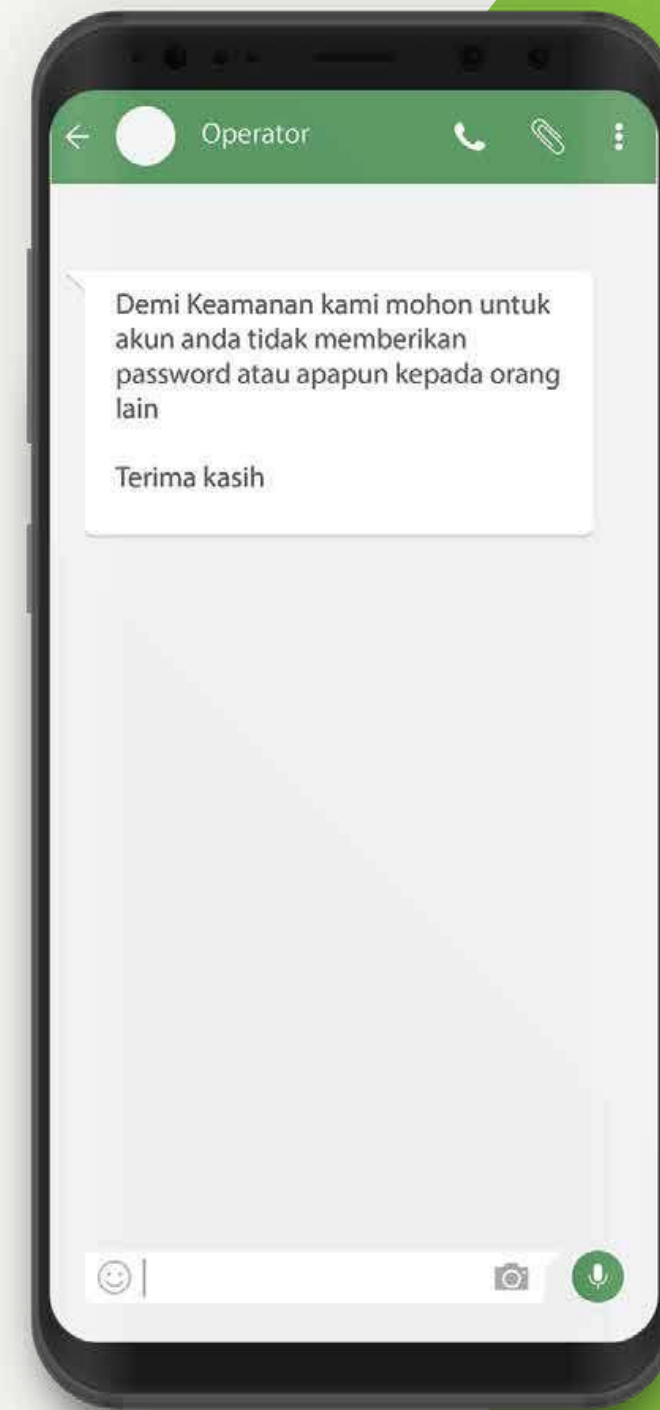 Operator
Demi Keamanan kami mohon untuk
akun anda tidak memberikan
password atau apapun kepada orang
lain
Terima kasih